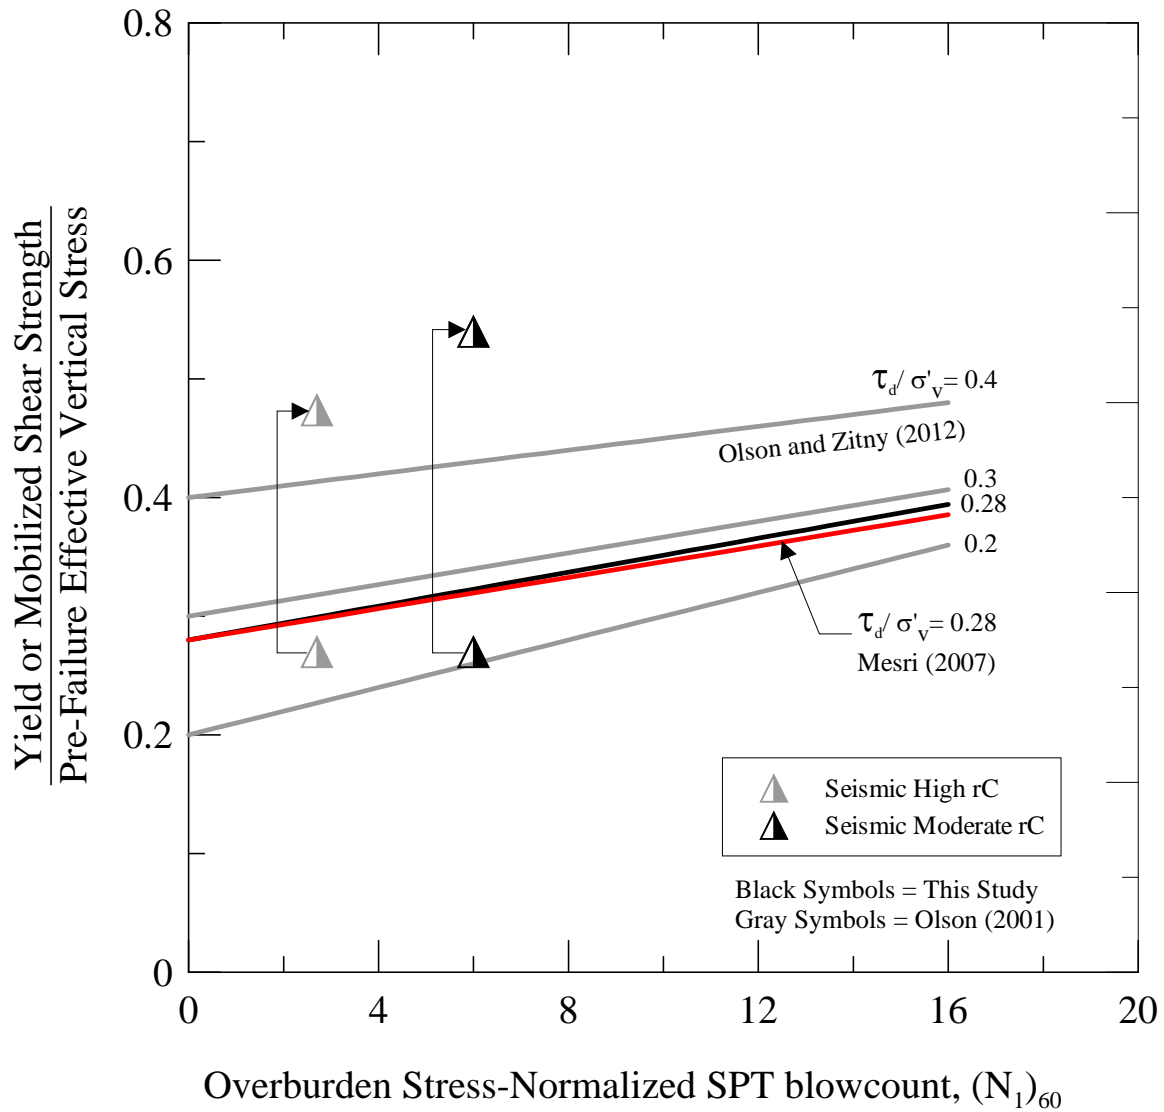 0.8
0.6
0.4
0.2
0
0
4
8
12
16
20
Yield or Mobilized Shear Strength
Pre-Failure Effective Vertical Stress
Overburden Stress-Normalized SPT blowcount, (N₁)₆₀
τd/ σ'v= 0.4
Olson and Zitny (2012)
0.3
0.28
0.2
τd/ σ'v= 0.28
Mesri (2007)
Seismic High rC
Seismic Moderate rC
Black Symbols = This Study
Gray Symbols = Olson (2001)